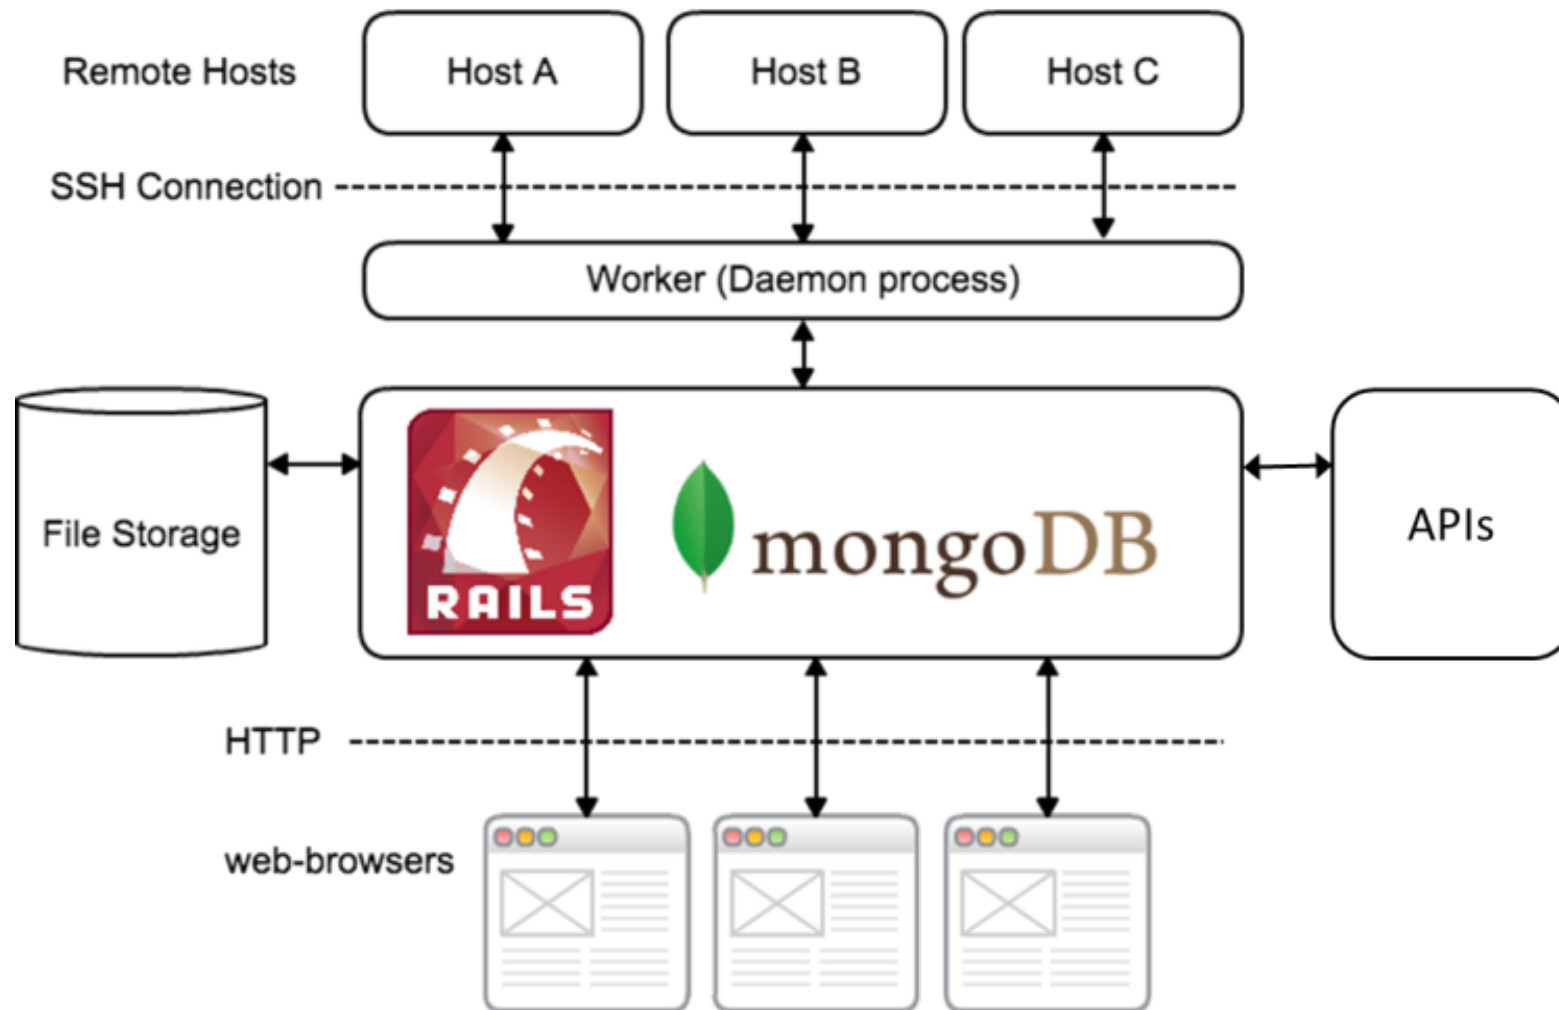 Remote Hosts
Host A
Host B
Host C
SSH Connection
Worker (Daemon process)
File Storage
RAILS
mongoDB
APIs
HTTP
web-browsers